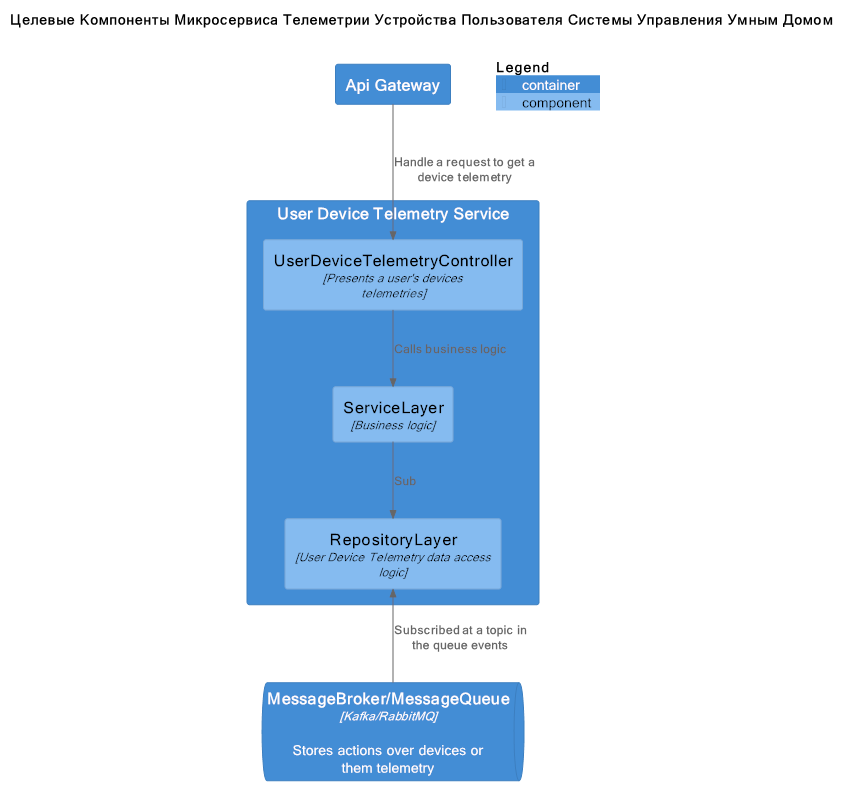 Целевые Компоненты Микросервиса Телеметрии Устройства Пользователя Системы Управления Умным Домом
Api Gateway
Legend
container
component
Handle a request to get a
device telemetry
User Device Telemetry Service
UserDeviceTelemetryController
[Presents a user's devices
telemetries]
Calls business logic
ServiceLayer
[Business logic]
Sub
RepositoryLayer
[User Device Telemetry data access
logic]
Subscribed at a topic in
the queue events
MessageBroker/MessageQueue
[Kafka/RabbitMQ]
Stores actions over devices or
them telemetry